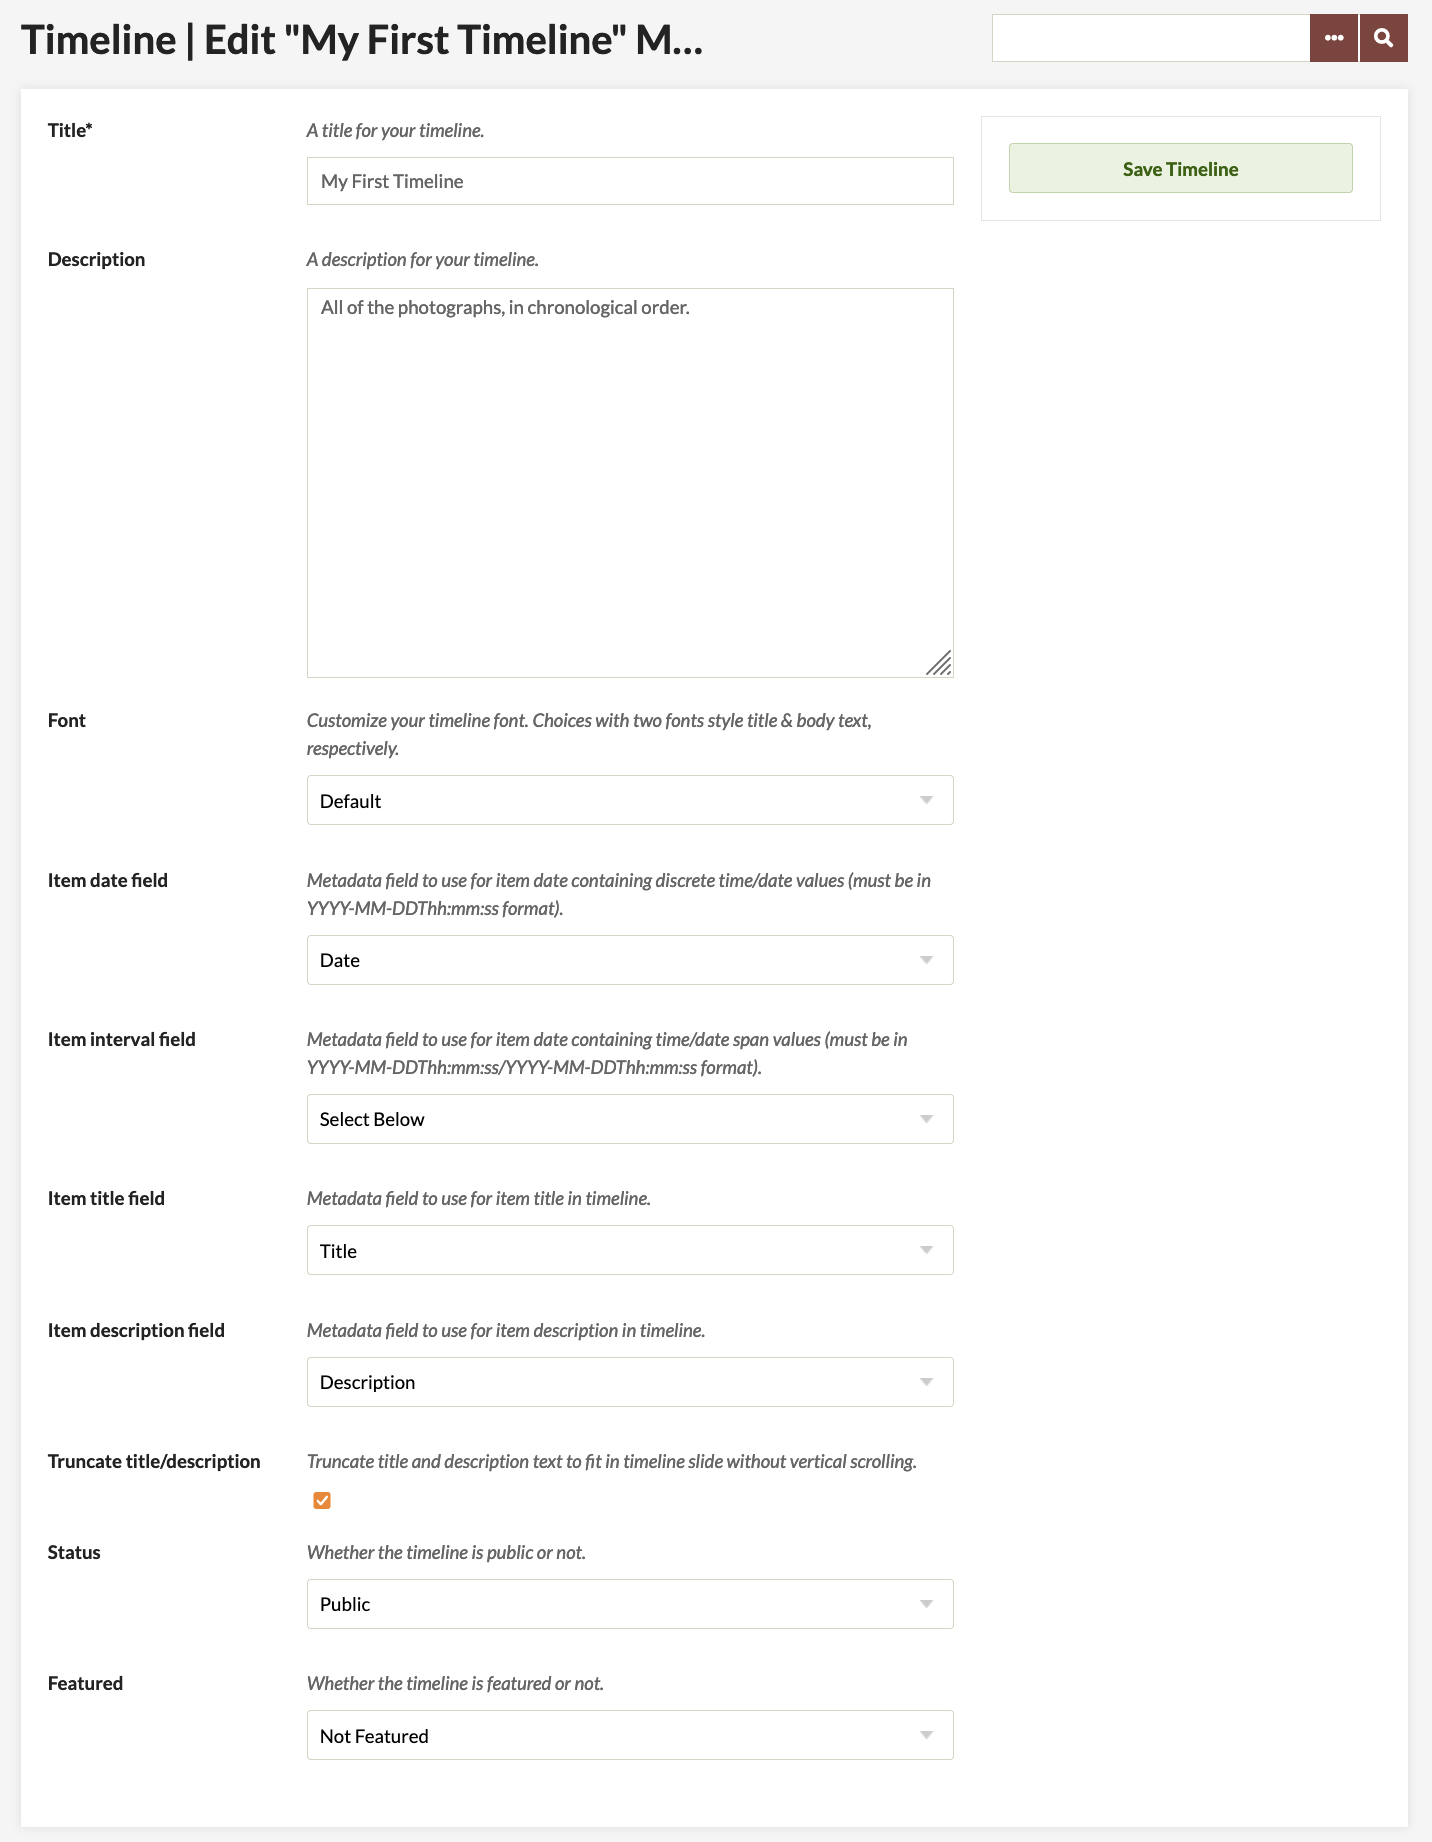 Timeline | Edit "My First Timeline" M...
Title*
A title for your timeline.
My First Timeline
Save Timeline
Description
A description for your timeline.
All of the photographs, in chronological order.
Font
Customize your timeline font. Choices with two fonts style title & body text,
respectively.
Default
Item date field
Metadata field to use for item date containing discrete time/date values (must be in
YYYY-MM-DDThh:mm:ss format).
Date
Item interval field
Metadata field to use for item date containing time/date span values (must be in
YYYY-MM-DDThh:mm:ss/YYYY-MM-DDThh:mm:ss format).
Select Below
Item title field
Metadata field to use for item title in timeline.
Title
Item description field
Metadata field to use for item description in timeline.
Description
Truncate title/description
Truncate title and description text to fit in timeline slide without vertical scrolling.
Status
Whether the timeline is public or not.
Public
Featured
Whether the timeline is featured or not.
Not Featured